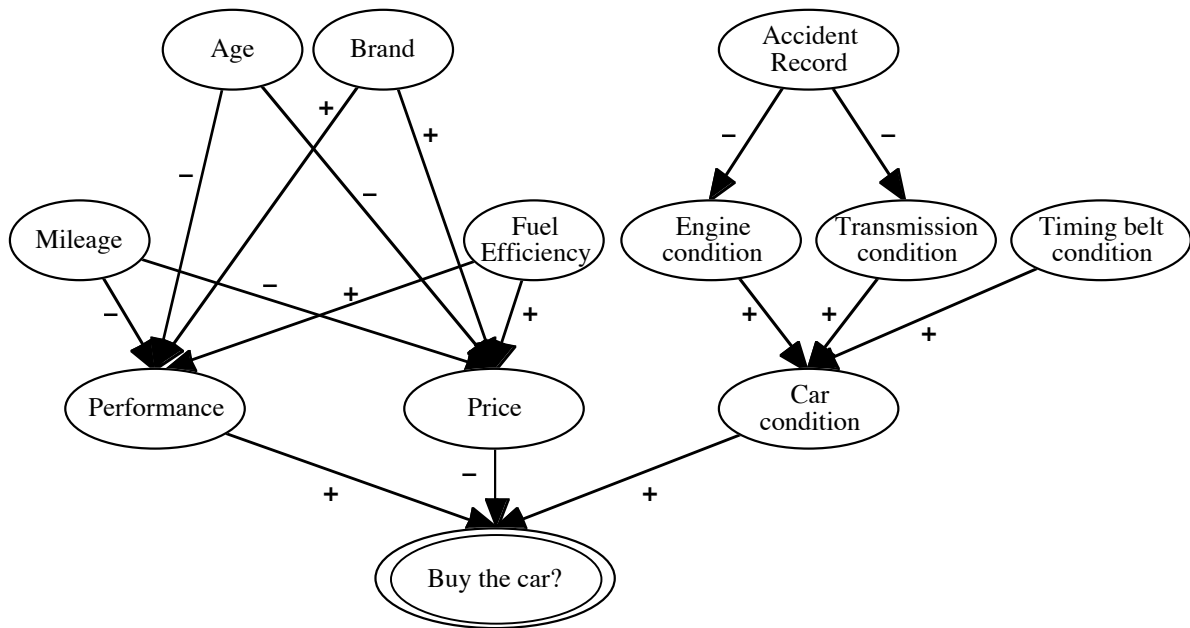 Age
Brand
Accident
Record
+
+
–
–
–
–
Mileage
Fuel
Efficiency
Engine
condition
Transmission
condition
Timing belt
condition
–
+
–
+
+
+
+
Performance
Price
Car
condition
–
+
+
Buy the car?